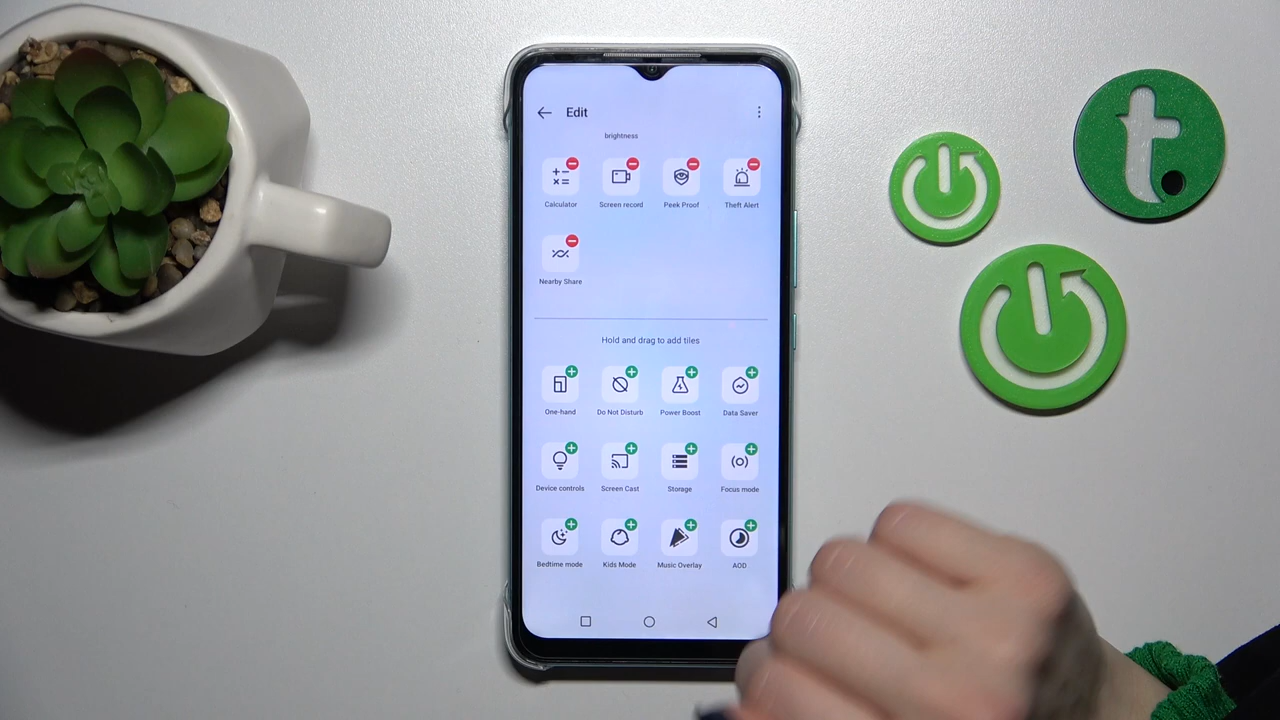 Edit
brightness
Calculator Screen record Peek Proof Theft Alert
Nearby Share
Hold and drag to add tiles
One-hand Do Not Disturb Power Boost Data Saver
Device controls Screen Cast Storage Focus mode
Bedtime mode Kids Mode Music Overlay AOD
t